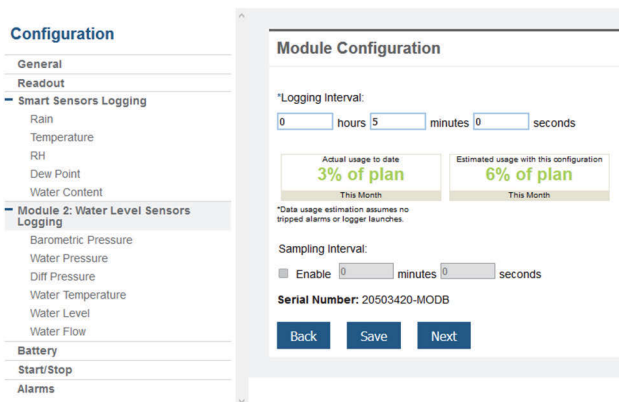 Configuration
General
Readout
Smart Sensors Logging
Rain
Temperature
RH
Dew Point
Water Content
Module 2: Water Level Sensors
Logging
Barometric Pressure
Water Pressure
Diff Pressure
Water Temperature
Water Level
Water Flow
Battery
Start/Stop
Alarms
Module Configuration
*Logging Interval:
0 hours 5 minutes 0 seconds
Actual usage to date
3% of plan
This Month
Estimated usage with this configuration
6% of plan
This Month
*Data usage estimation assumes no
tripped alarms or logger launches.
Sampling Interval:
Enable 0 minutes 0 seconds
Serial Number: 20503420-MODB
Back Save Next